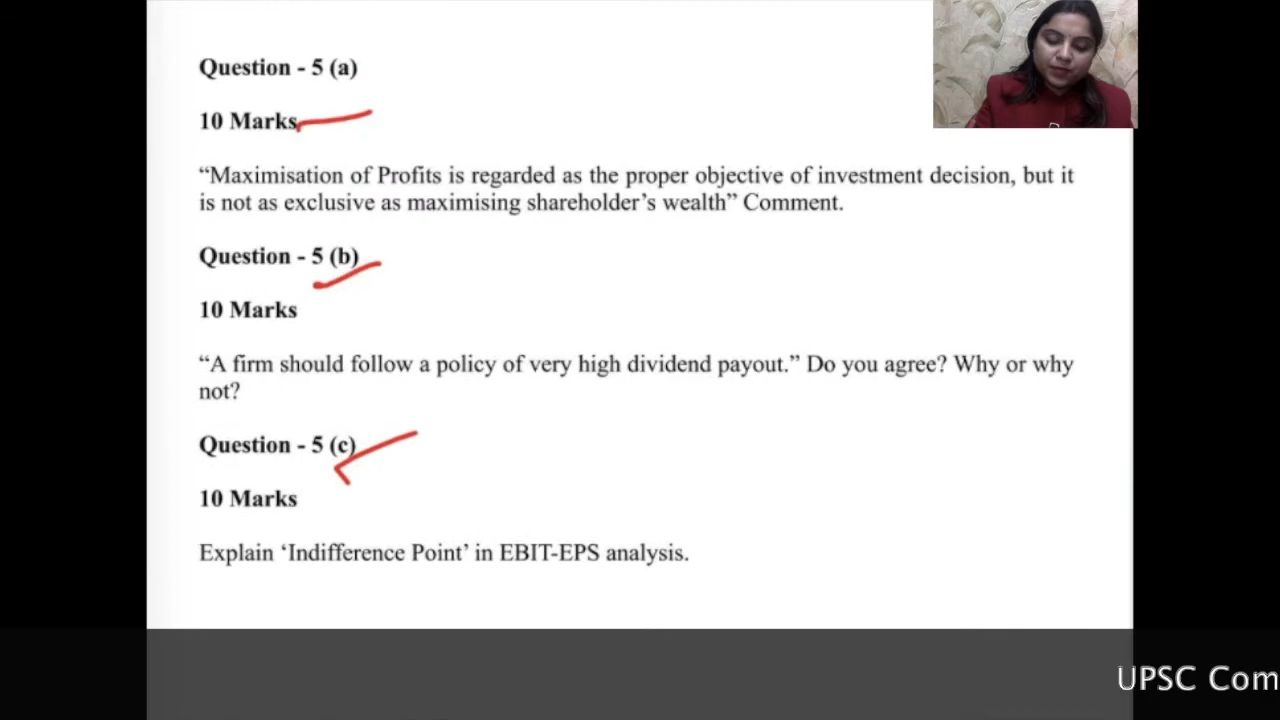 Question - 5 (a)
10 Marks
“Maximisation of Profits is regarded as the proper objective of investment decision, but it
is not as exclusive as maximising shareholder’s wealth” Comment.
Question - 5 (b)
10 Marks
“A firm should follow a policy of very high dividend payout.” Do you agree? Why or why
not?
Question - 5 (c)
10 Marks
Explain ‘Indifference Point’ in EBIT-EPS analysis.
UPSC Com